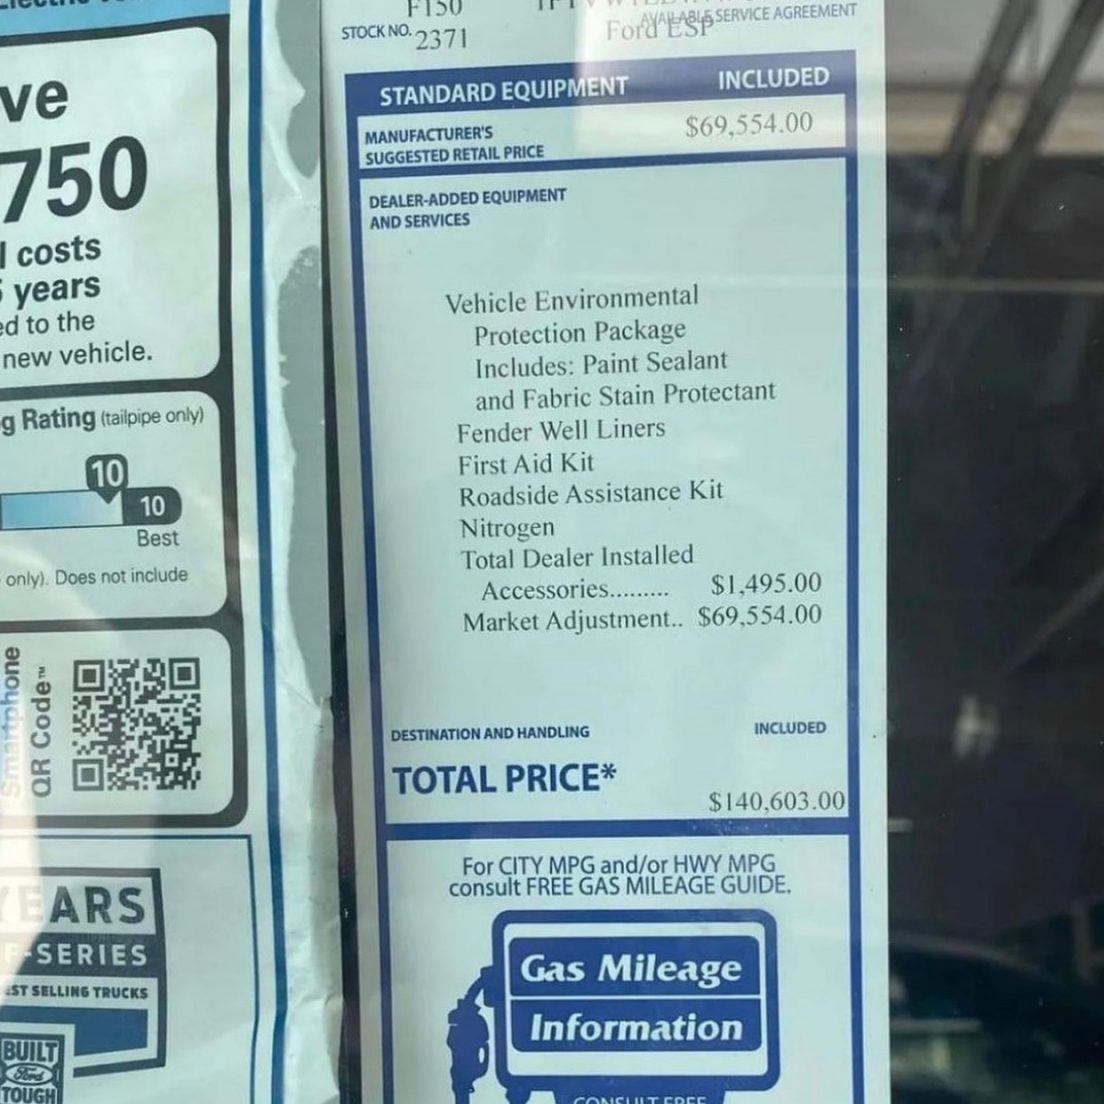 ve
750
l costs
years
ed to the
new vehicle.
g Rating (tailpipe only)
10
10
Best
only). Does not include
Smartphone
QR Code™
YEARS
F-SERIES
EST SELLING TRUCKS
BUILT
Ford
TOUGH
F150
STOCK NO. 2371
AVAILABLE SERVICE AGREEMENT
Ford ESP
STANDARD EQUIPMENT INCLUDED
MANUFACTURER'S
SUGGESTED RETAIL PRICE $69,554.00
DEALER-ADDED EQUIPMENT
AND SERVICES
Vehicle Environmental
Protection Package
Includes: Paint Sealant
and Fabric Stain Protectant
Fender Well Liners
First Aid Kit
Roadside Assistance Kit
Nitrogen
Total Dealer Installed
Accessories......... $1,495.00
Market Adjustment.. $69,554.00
DESTINATION AND HANDLING INCLUDED
TOTAL PRICE*
$140,603.00
For CITY MPG and/or HWY MPG
consult FREE GAS MILEAGE GUIDE.
Gas Mileage
Information
CONSULT FREE